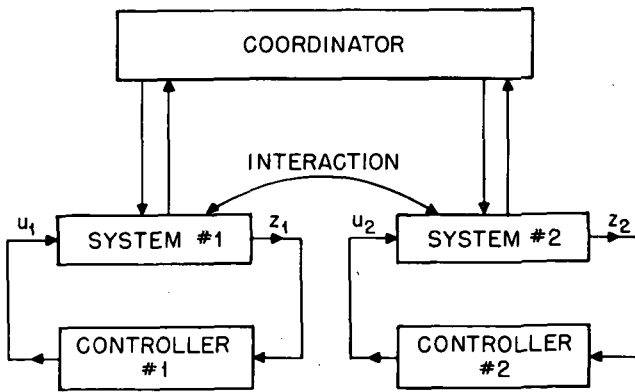 COORDINATOR
INTERACTION
u1 z1 u2 z2
SYSTEM #1 SYSTEM #2
CONTROLLER CONTROLLER
#1 #2